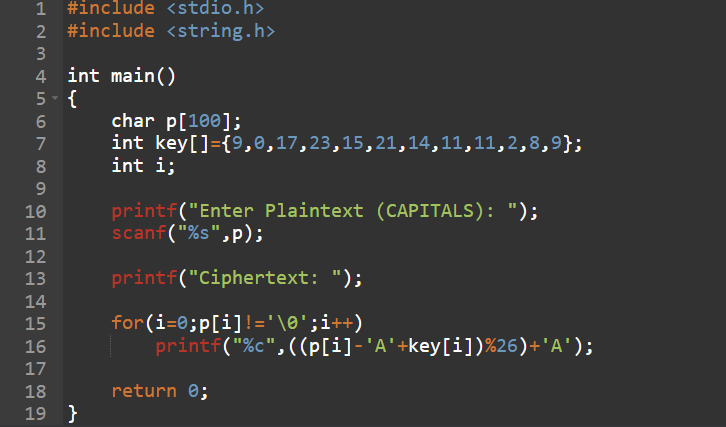 1 #include <stdio.h>
2 #include <string.h>
3
4 int main()
5 {
6     char p[100];
7     int key[]={9,0,17,23,15,21,14,11,11,2,8,9};
8     int i;
9
10     printf("Enter Plaintext (CAPITALS): ");
11     scanf("%s",p);
12
13     printf("Ciphertext: ");
14
15     for(i=0;p[i]!='\0';i++)
16         printf("%c",((p[i]-'A'+key[i])%26)+'A');
17
18     return 0;
19 }